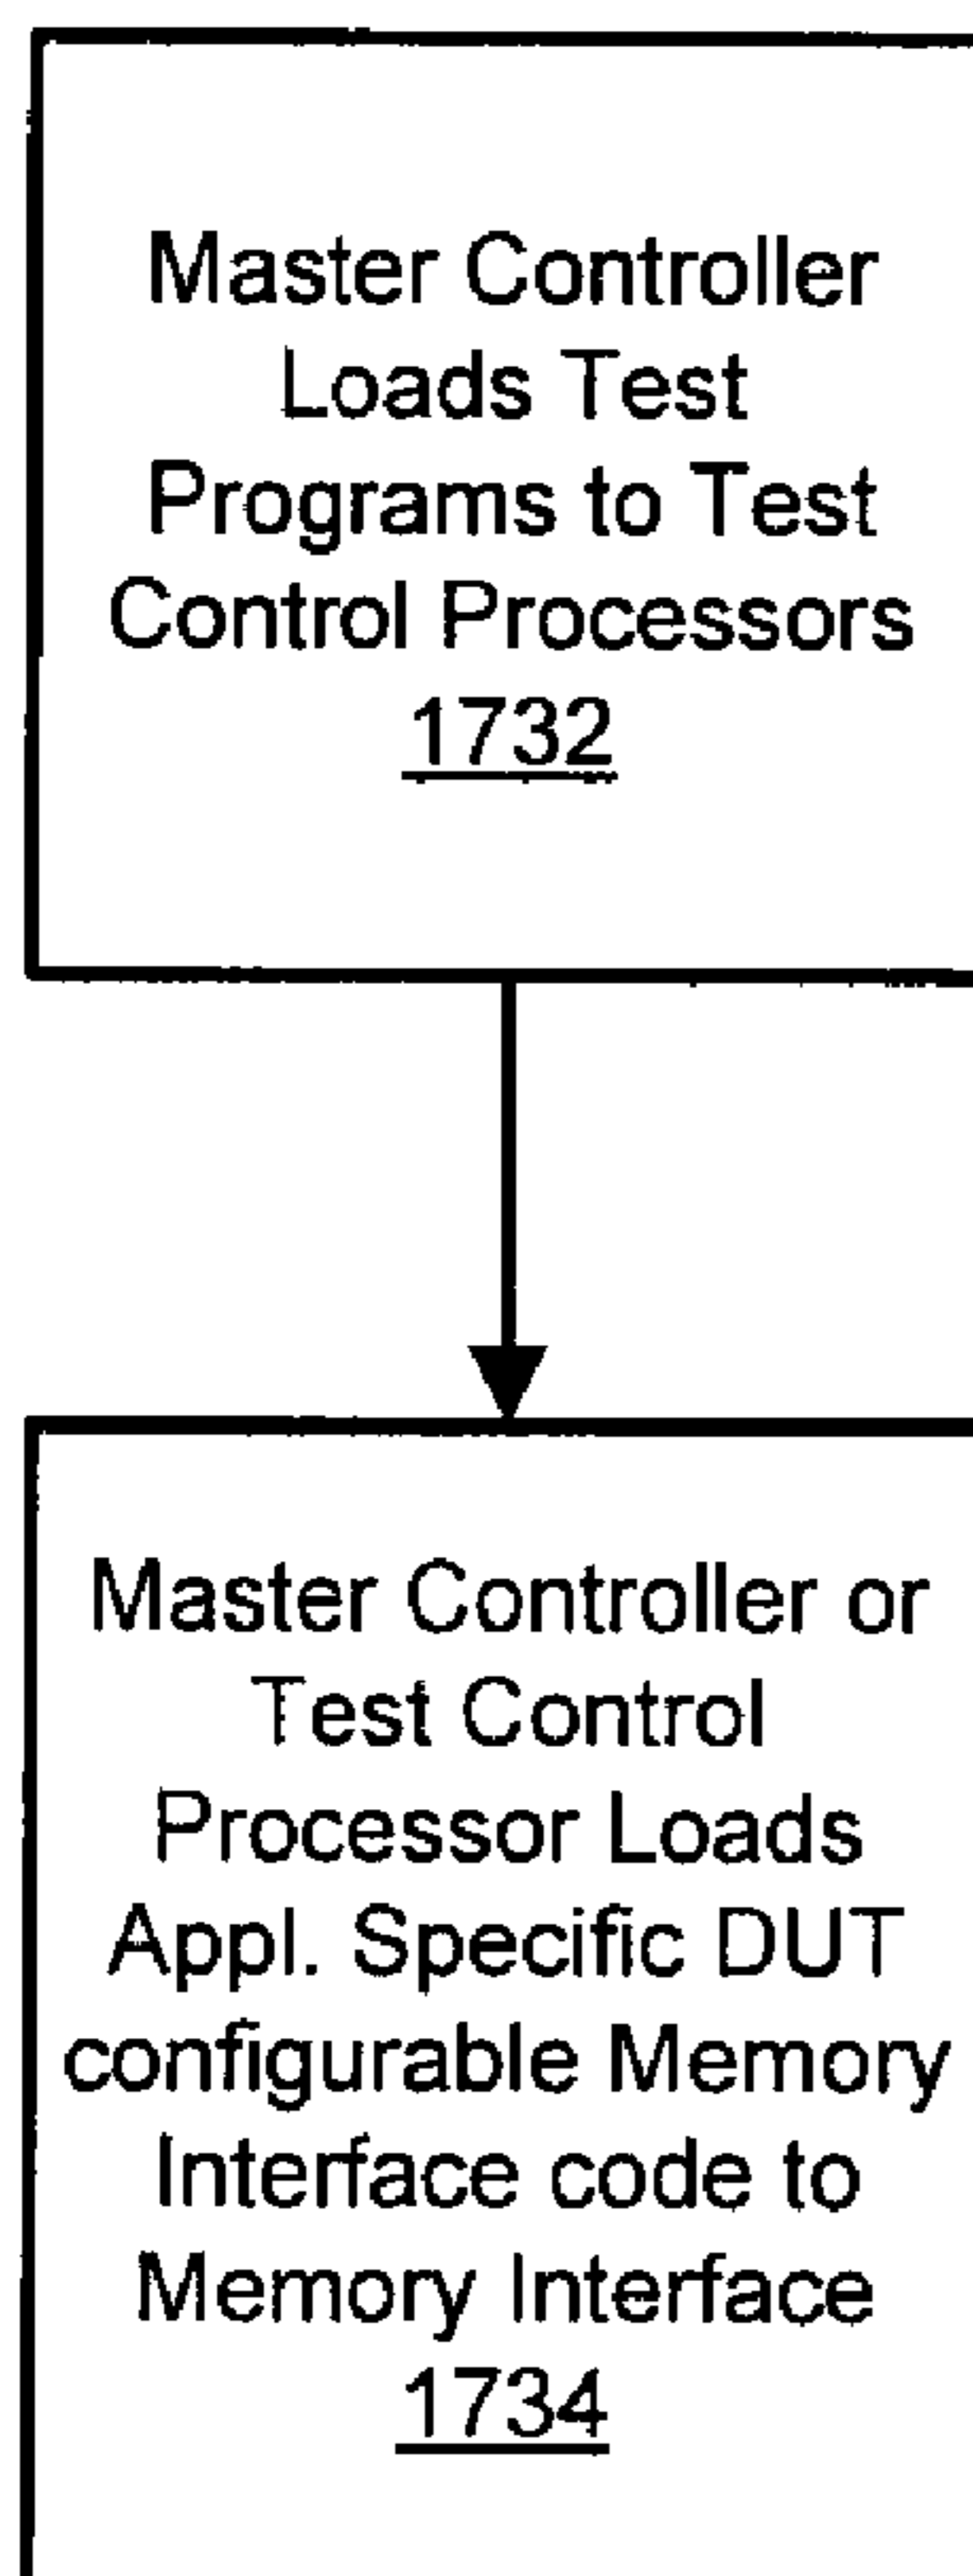 Master Controller
Loads Test
Programs to Test
Control Processors
1732
Master Controller or
Test Control
Processor Loads
Appl. Specific DUT
configurable Memory
Interface code to
Memory Interface
1734